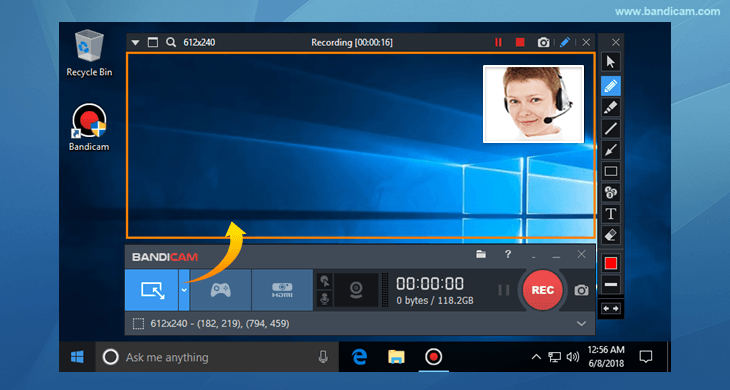 www.bandicam.com
612x240
Recording [00:00:16]
Recycle Bin
Bandicam
T
BANDICAM
?
HDMI
00:00:00
0 bytes / 118.2GB
REC
612x240 - (182, 219), (794, 459)
Ask me anything
12:56 AM
6/8/2018